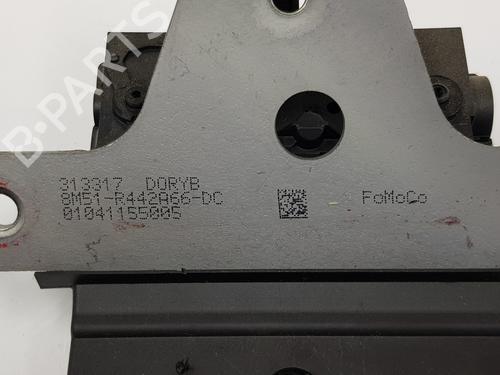 B-PARTS
313317 DORYB
8M51-R442A66-DC
01041155005
FoMoCo